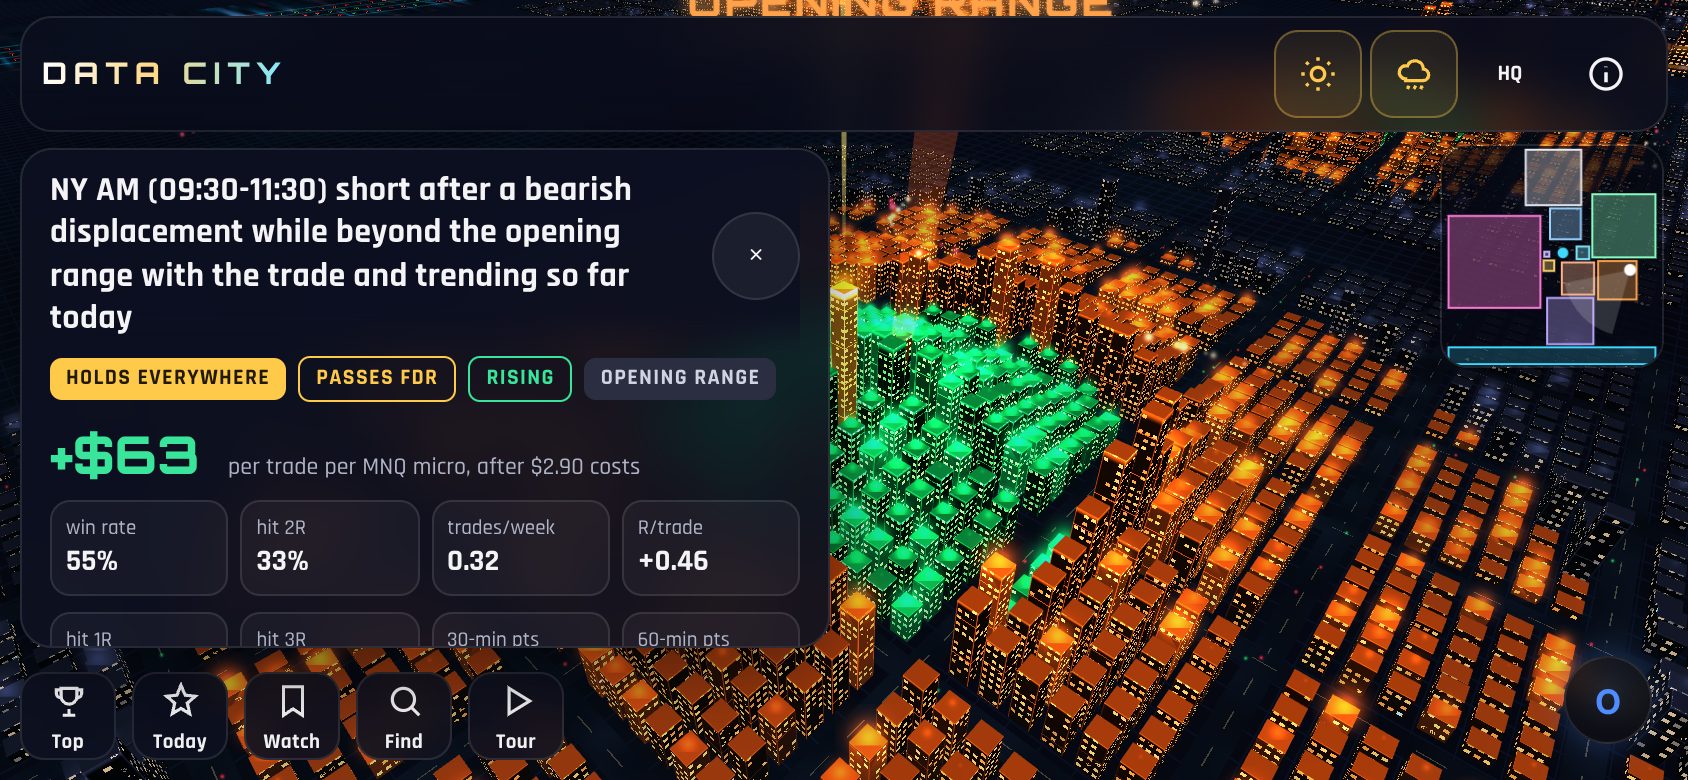 OPENING RANGE
DATA CITY
HQ
NY AM (09:30-11:30) short after a bearish
displacement while beyond the opening
range with the trade and trending so far
today
×
HOLDS EVERYWHERE
PASSES FDR
RISING
OPENING RANGE
+$63
per trade per MNQ micro, after $2.90 costs
win rate
55%
hit 2R
33%
trades/week
0.32
R/trade
+0.46
hit 1R
hit 3R
30-min pts
60-min pts
Top
Today
Watch
Find
Tour
O